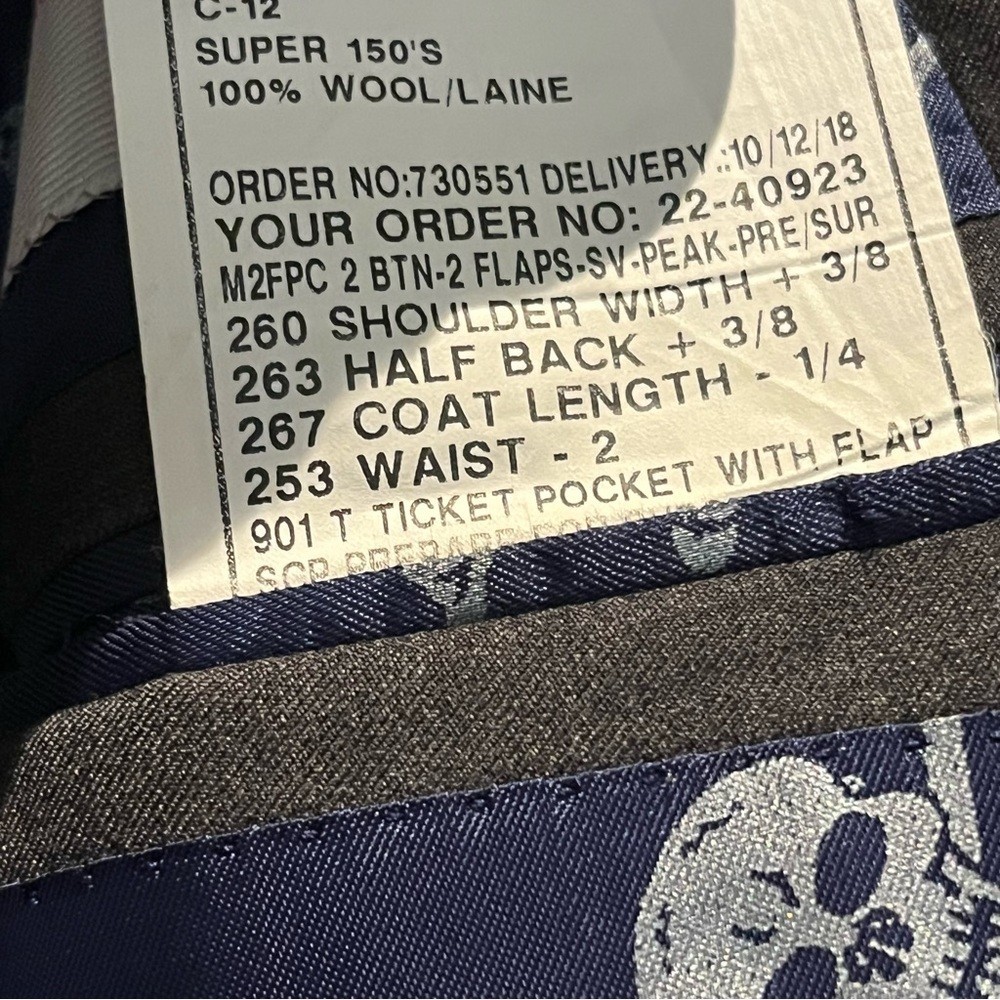 C-12
SUPER 150'S
100% WOOL/LAINE
ORDER NO:730551 DELIVERY.:10/12/18
YOUR ORDER NO: 22-40923
M2FPC 2 BTN-2 FLAPS-SV-PEAK-PRE/SUR
260 SHOULDER WIDTH + 3/8
263 HALF BACK + 3/8
267 COAT LENGTH - 1/4
253 WAIST - 2
901 T TICKET POCKET WITH FLAP
SCP PREPARE